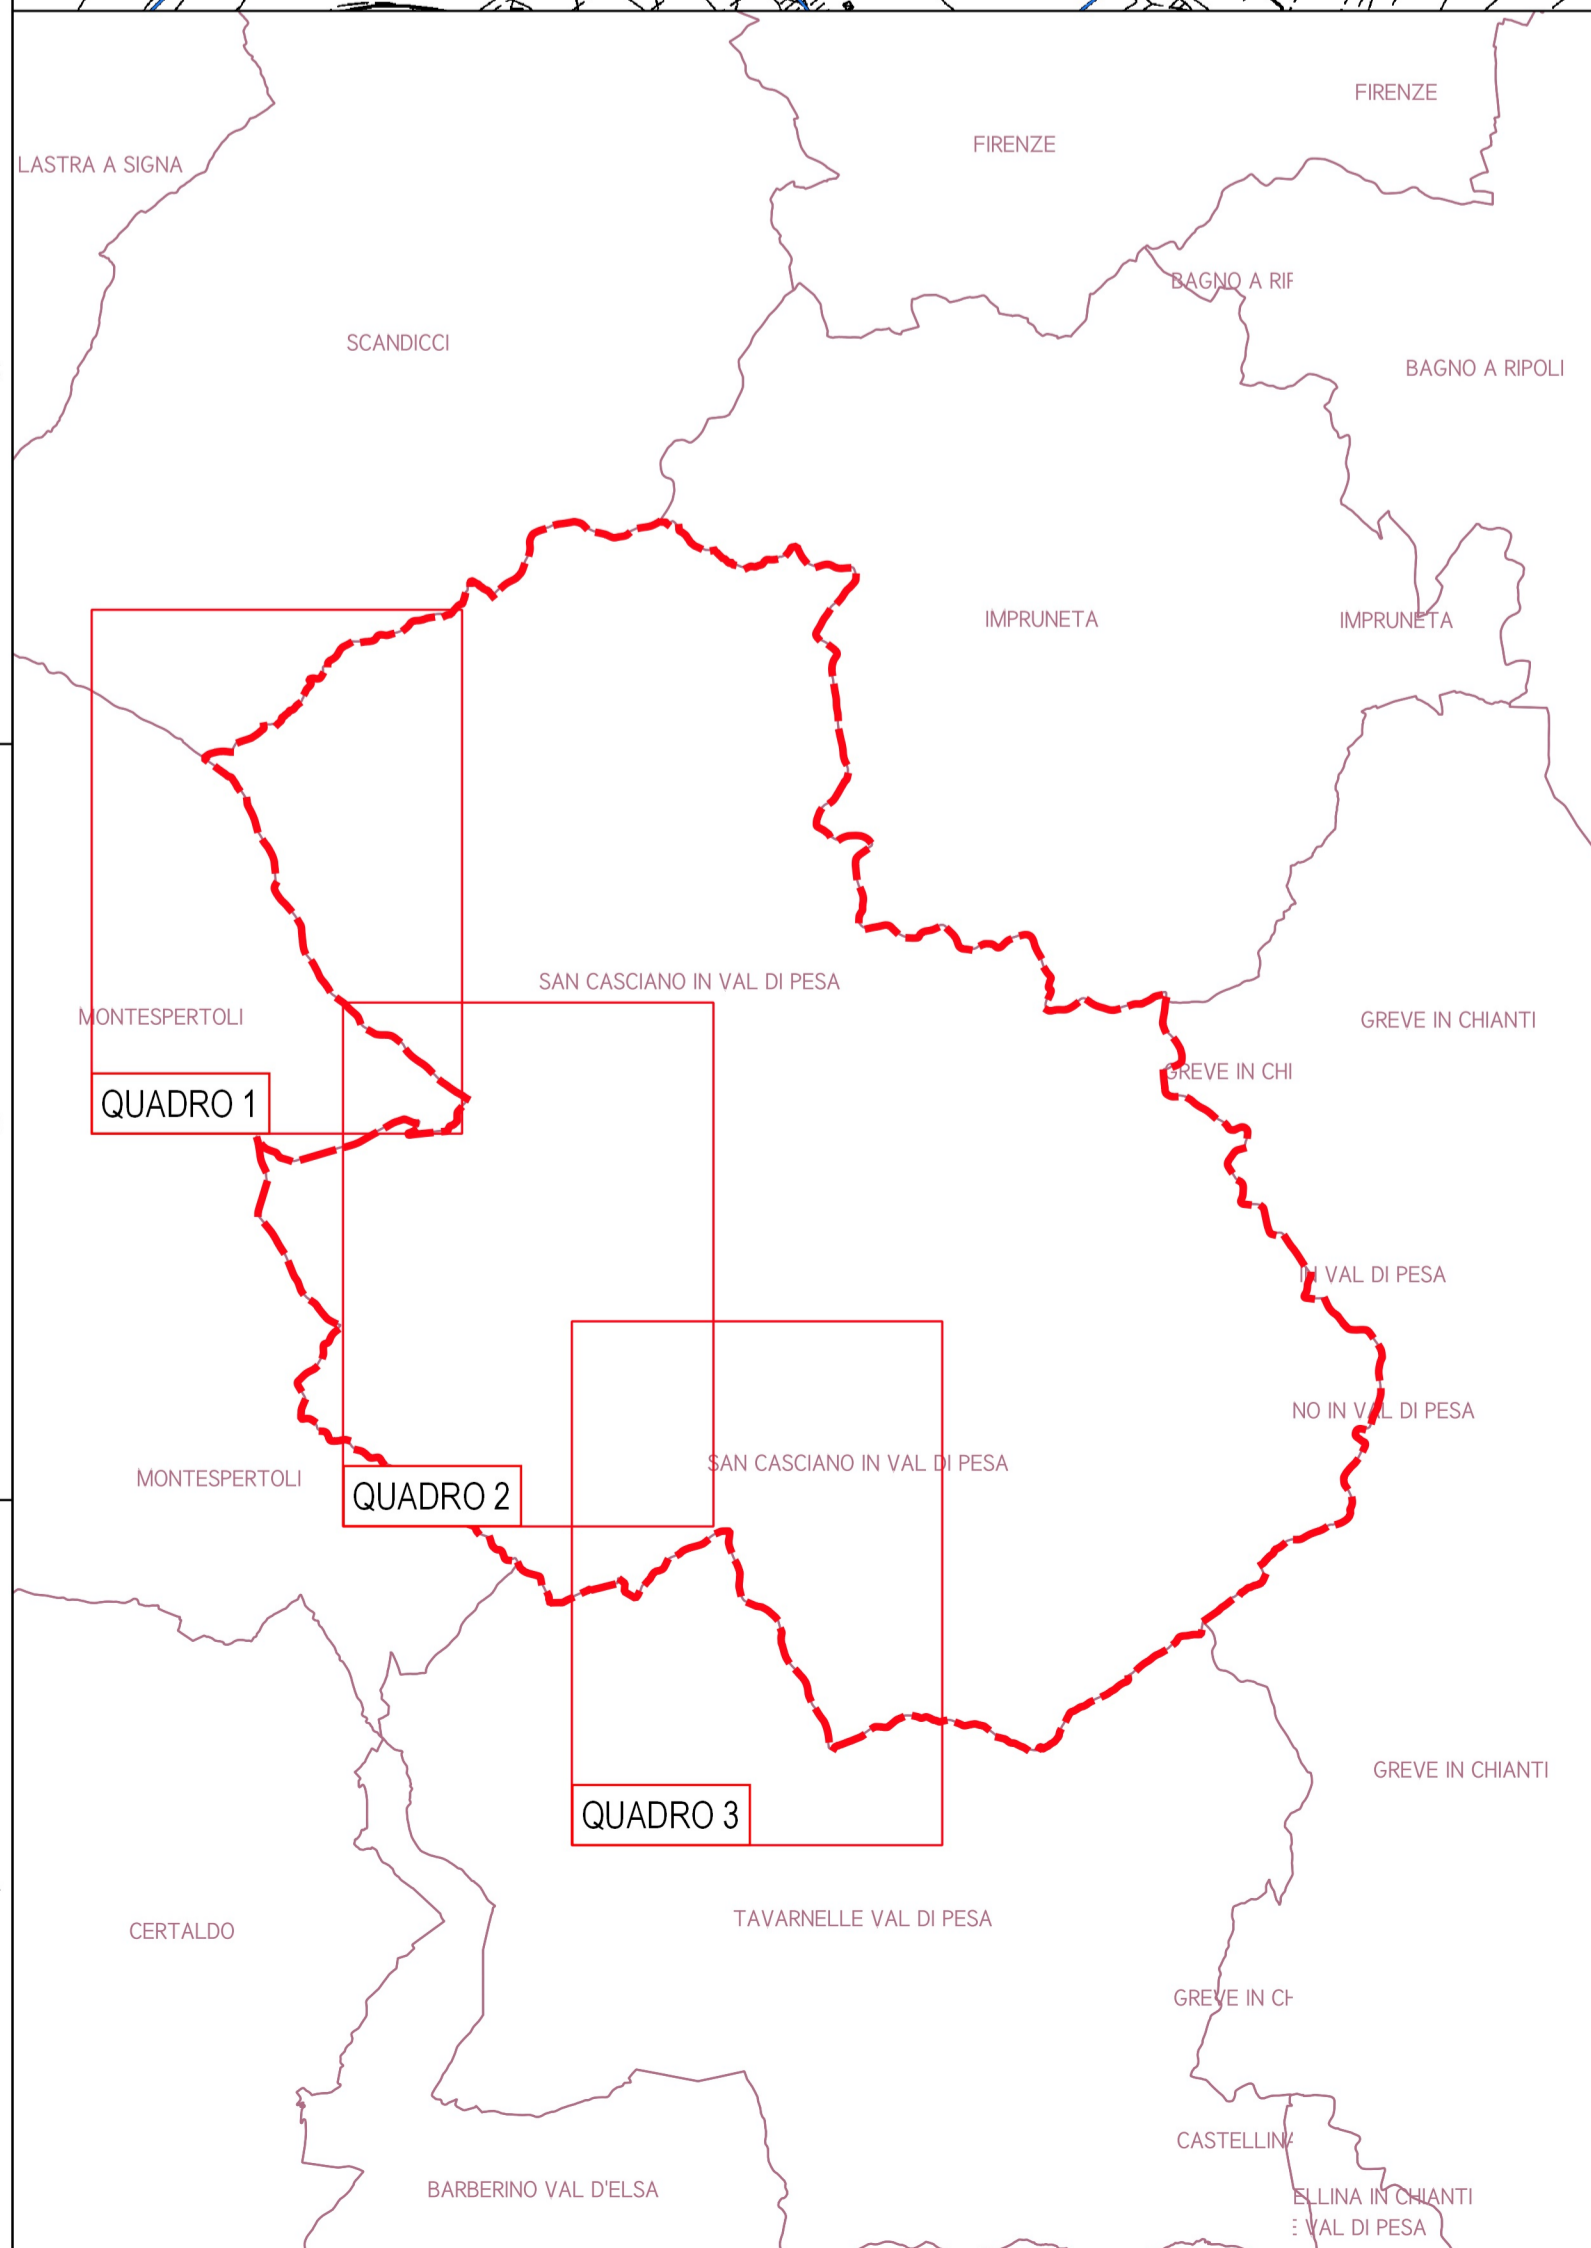 FIRENZE
FIRENZE
LASTRA A SIGNA
BAGNO A RIF
SCANDICCI
BAGNO A RIPOLI
IMPRUNETA
IMPRUNETA
SAN CASCIANO IN VAL DI PESA
MONTESPERTOLI
GREVE IN CHIANTI
GREVE IN CHI
QUADRO 1
IN VAL DI PESA
NO IN VAL DI PESA
SAN CASCIANO IN VAL DI PESA
MONTESPERTOLI
QUADRO 2
GREVE IN CHIANTI
QUADRO 3
TAVARNELLE VAL DI PESA
CERTALDO
GREVE IN CH
CASTELLINA
BARBERINO VAL D'ELSA
ELLINA IN CHIANTI
E VAL DI PESA